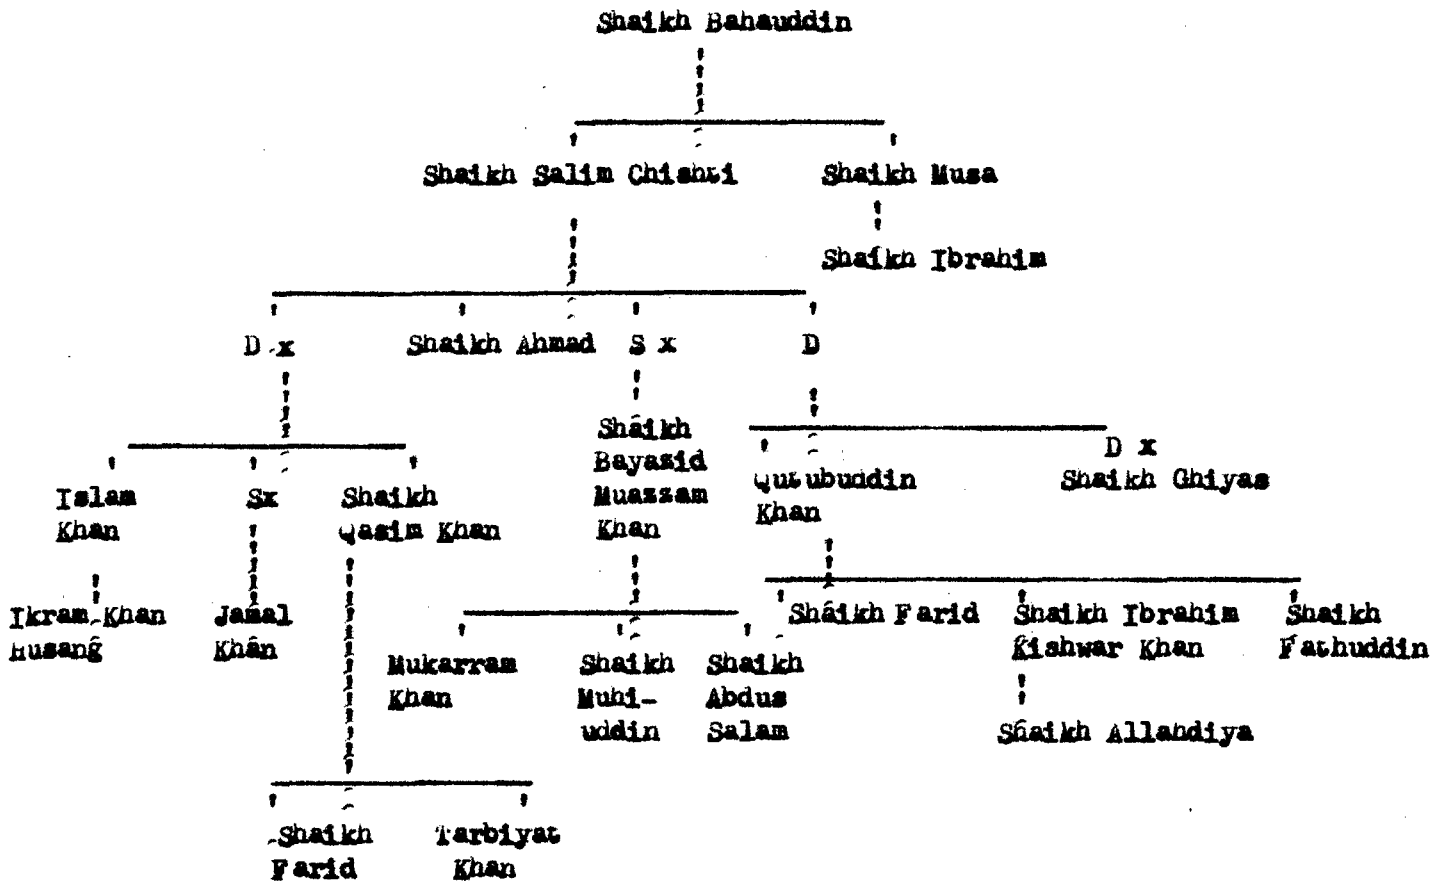 Shaikh Bahauddin
Shaikh Salim Chishti Shaikh Musa
Shaikh Ibrahim
D x Shaikh Ahmad S x D
Shaikh
Bayazid
Muazzam
Khan
D x
Shaikh Ghiyas
Qutubuddin
Khan
Islam
Khan
Sx
Shaikh
Qasim Khan
Ikram Khan
Husang
Jamal
Khan
Mukarram
Khan
Shaikh
Muhi-
uddin
Shaikh
Abdus
Salam
Shaikh Farid
Shaikh Ibrahim
Kishwar Khan
Shaikh
Fathuddin
Shaikh Allahdiya
Shaikh
Farid
Tarbiyat
Khan